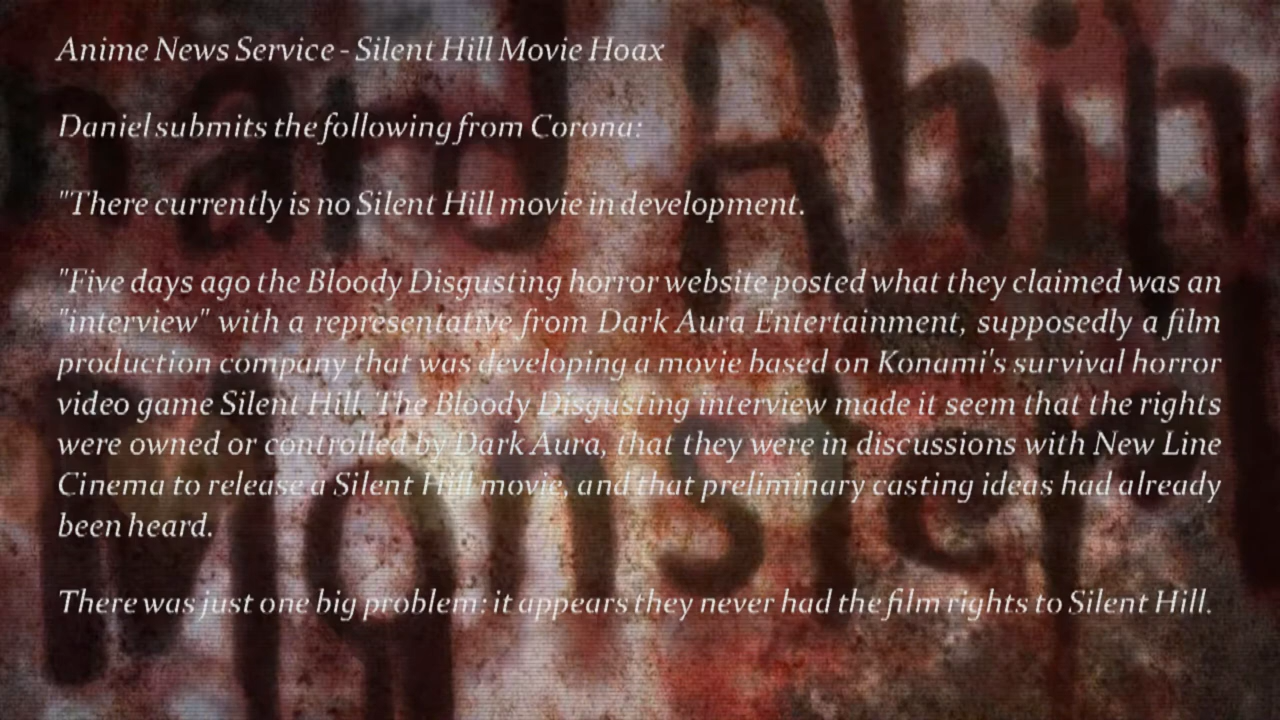 Anime News Service - Silent Hill Movie Hoax
Daniel submits the following from Corona:
"There currently is no Silent Hill movie in development.
"Five days ago the Bloody Disgusting horror website posted what they claimed was an
"interview" with a representative from Dark Aura Entertainment, supposedly a film
production company that was developing a movie based on Konami's survival horror
video game Silent Hill. The Bloody Disgusting interview made it seem that the rights
were owned or controlled by Dark Aura, that they were in discussions with New Line
Cinema to release a Silent Hill movie, and that preliminary casting ideas had already
been heard.
There was just one big problem: it appears they never had the film rights to Silent Hill.